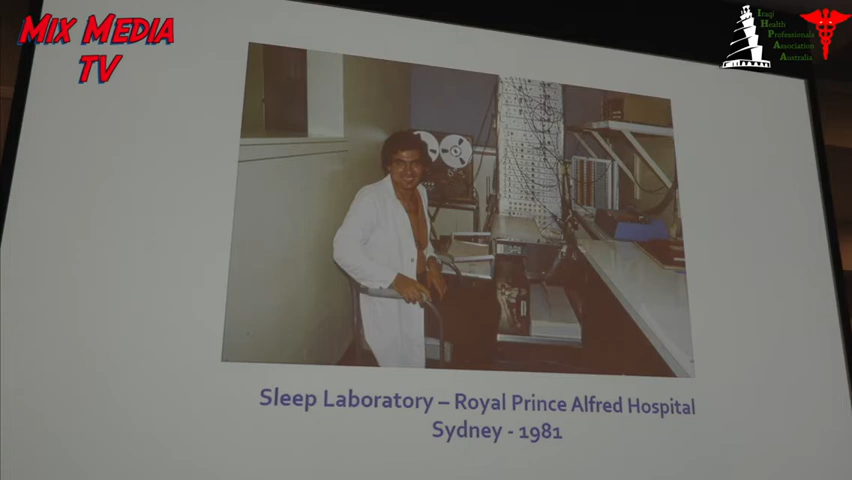 MIX MEDIA
TV
Iraqi
Health
Professionals
Association
Australia
Sleep Laboratory – Royal Prince Alfred Hospital
Sydney - 1981